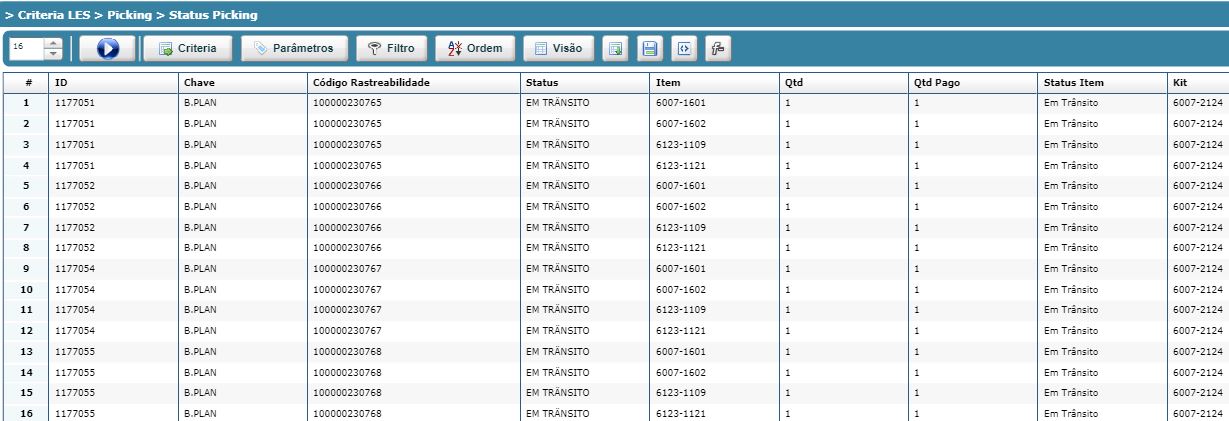 > Criteria LES > Picking > Status Picking
16 Criteria Parâmetros Filtro Ordem Visão
# ID Chave Código Rastreabilidade Status Item Qtd Qtd Pago Status Item Kit
1 1177051 B.PLAN 100000230765 EM TRÂNSITO 6007-1601 1 1 Em Trânsito 6007-2124
2 1177051 B.PLAN 100000230765 EM TRÂNSITO 6007-1602 1 1 Em Trânsito 6007-2124
3 1177051 B.PLAN 100000230765 EM TRÂNSITO 6123-1109 1 1 Em Trânsito 6007-2124
4 1177051 B.PLAN 100000230765 EM TRÂNSITO 6123-1121 1 1 Em Trânsito 6007-2124
5 1177052 B.PLAN 100000230766 EM TRÂNSITO 6007-1601 1 1 Em Trânsito 6007-2124
6 1177052 B.PLAN 100000230766 EM TRÂNSITO 6007-1602 1 1 Em Trânsito 6007-2124
7 1177052 B.PLAN 100000230766 EM TRÂNSITO 6123-1109 1 1 Em Trânsito 6007-2124
8 1177052 B.PLAN 100000230766 EM TRÂNSITO 6123-1121 1 1 Em Trânsito 6007-2124
9 1177054 B.PLAN 100000230767 EM TRÂNSITO 6007-1601 1 1 Em Trânsito 6007-2124
10 1177054 B.PLAN 100000230767 EM TRÂNSITO 6007-1602 1 1 Em Trânsito 6007-2124
11 1177054 B.PLAN 100000230767 EM TRÂNSITO 6123-1109 1 1 Em Trânsito 6007-2124
12 1177054 B.PLAN 100000230767 EM TRÂNSITO 6123-1121 1 1 Em Trânsito 6007-2124
13 1177055 B.PLAN 100000230768 EM TRÂNSITO 6007-1601 1 1 Em Trânsito 6007-2124
14 1177055 B.PLAN 100000230768 EM TRÂNSITO 6007-1602 1 1 Em Trânsito 6007-2124
15 1177055 B.PLAN 100000230768 EM TRÂNSITO 6123-1109 1 1 Em Trânsito 6007-2124
16 1177055 B.PLAN 100000230768 EM TRÂNSITO 6123-1121 1 1 Em Trânsito 6007-2124